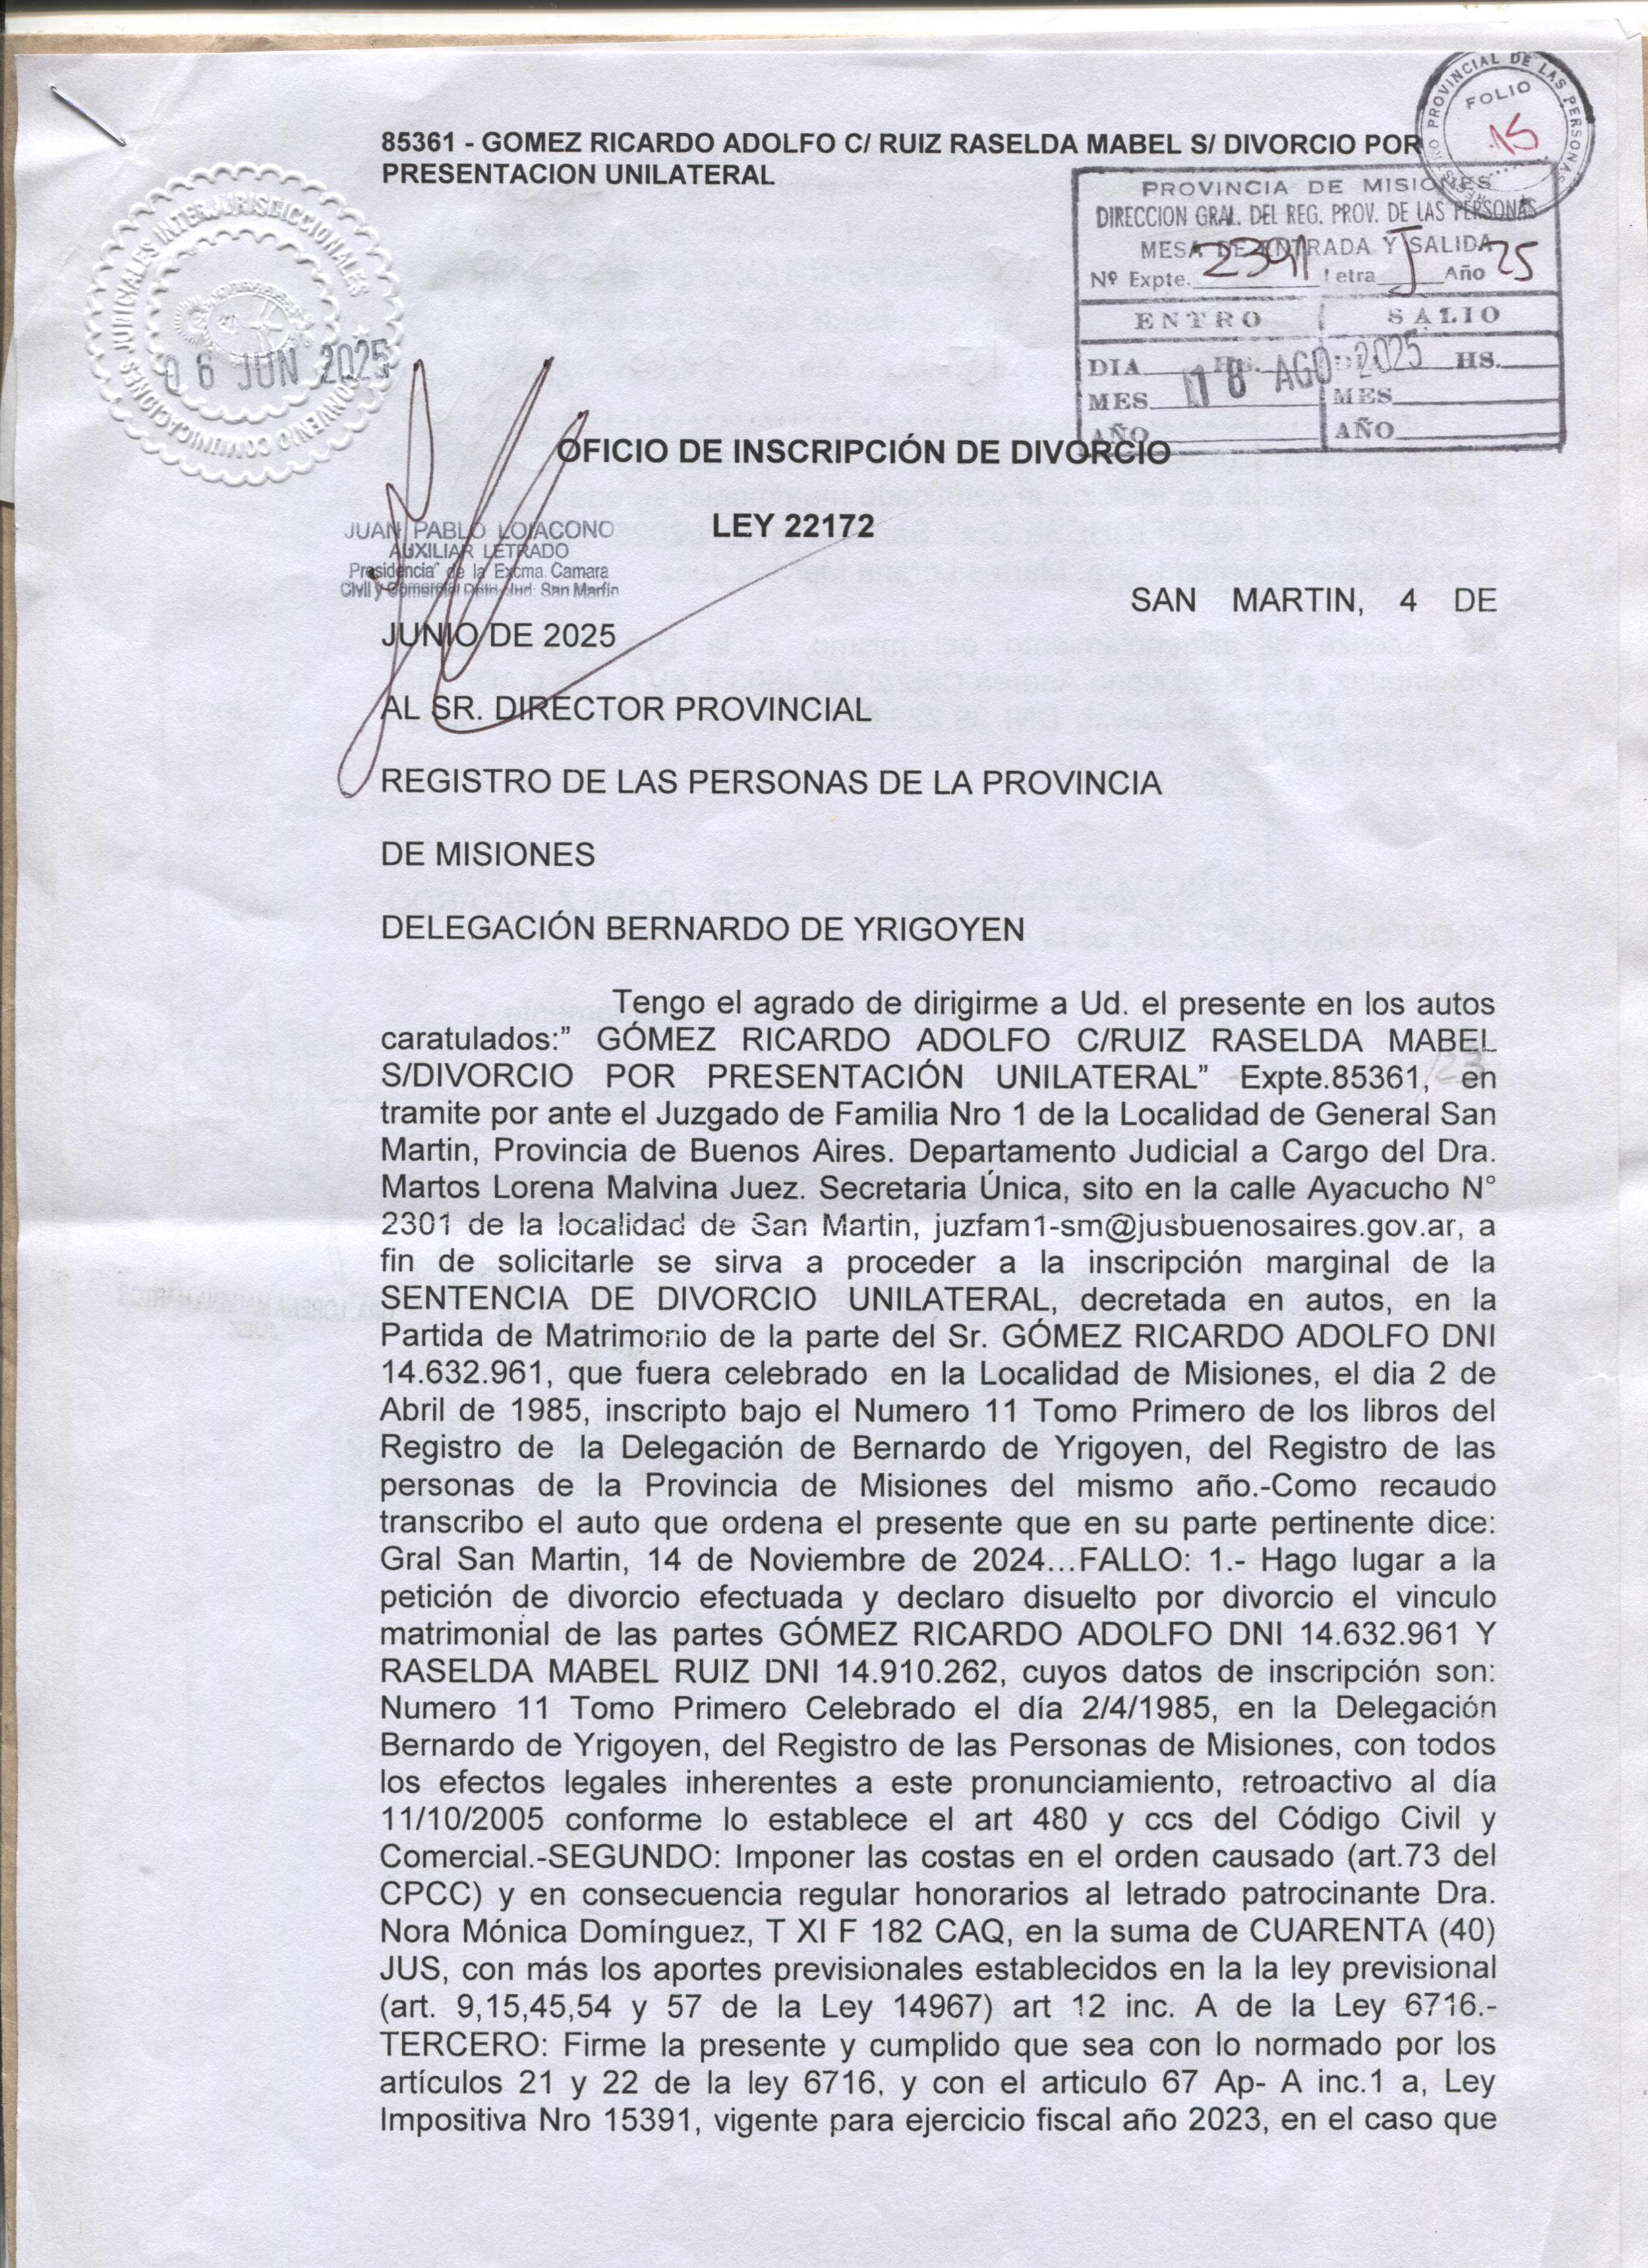 PROVINCIAL DE LAS PERSONAS
FOLIO
15
85361 - GOMEZ RICARDO ADOLFO C/ RUIZ RASELDA MABEL S/ DIVORCIO POR
PRESENTACION UNILATERAL
PROVINCIA DE MISIONES
DIRECCION GRAL. DEL REG. PROV. DE LAS PERSONAS
MESA DE ENTRADA Y SALIDA
Nº Expte. 2391 Letra J Año 25
ENTRO SALIO
DIA HS. DIA HS.
18 AGO 2025
MES MES
AÑO AÑO
CONVENIO COMUNICACIONES JUDICIALES INTERJURISDICCIONALES
06 JUN 2025
OFICIO DE INSCRIPCIÓN DE DIVORCIO
LEY 22172
JUAN PABLO LOIACONO
AUXILIAR LETRADO
Presidencia de la Excma. Camara
Civil y Comercial Dpto. Jud. San Martín
SAN MARTIN, 4 DE
JUNIO DE 2025
AL SR. DIRECTOR PROVINCIAL
REGISTRO DE LAS PERSONAS DE LA PROVINCIA
DE MISIONES
DELEGACIÓN BERNARDO DE YRIGOYEN
Tengo el agrado de dirigirme a Ud. el presente en los autos
caratulados:” GÓMEZ RICARDO ADOLFO C/RUIZ RASELDA MABEL
S/DIVORCIO POR PRESENTACIÓN UNILATERAL” Expte.85361, /23 en
tramite por ante el Juzgado de Familia Nro 1 de la Localidad de General San
Martin, Provincia de Buenos Aires. Departamento Judicial a Cargo del Dra.
Martos Lorena Malvina Juez. Secretaria Única, sito en la calle Ayacucho N°
2301 de la localidad de San Martin, juzfam1-sm@jusbuenosaires.gov.ar, a
fin de solicitarle se sirva a proceder a la inscripción marginal de la
SENTENCIA DE DIVORCIO UNILATERAL, decretada en autos, en la
Partida de Matrimonio de la parte del Sr. GÓMEZ RICARDO ADOLFO DNI
14.632.961, que fuera celebrado en la Localidad de Misiones, el dia 2 de
Abril de 1985, inscripto bajo el Numero 11 Tomo Primero de los libros del
Registro de la Delegación de Bernardo de Yrigoyen, del Registro de las
personas de la Provincia de Misiones del mismo año.-Como recaudo
transcribo el auto que ordena el presente que en su parte pertinente dice:
Gral San Martin, 14 de Noviembre de 2024...FALLO: 1.- Hago lugar a la
petición de divorcio efectuada y declaro disuelto por divorcio el vinculo
matrimonial de las partes GÓMEZ RICARDO ADOLFO DNI 14.632.961 Y
RASELDA MABEL RUIZ DNI 14.910.262, cuyos datos de inscripción son:
Numero 11 Tomo Primero Celebrado el día 2/4/1985, en la Delegación
Bernardo de Yrigoyen, del Registro de las Personas de Misiones, con todos
los efectos legales inherentes a este pronunciamiento, retroactivo al día
11/10/2005 conforme lo establece el art 480 y ccs del Código Civil y
Comercial.-SEGUNDO: Imponer las costas en el orden causado (art.73 del
CPCC) y en consecuencia regular honorarios al letrado patrocinante Dra.
Nora Mónica Domínguez, T XI F 182 CAQ, en la suma de CUARENTA (40)
JUS, con más los aportes previsionales establecidos en la la ley previsional
(art. 9,15,45,54 y 57 de la Ley 14967) art 12 inc. A de la Ley 6716.-
TERCERO: Firme la presente y cumplido que sea con lo normado por los
artículos 21 y 22 de la ley 6716, y con el articulo 67 Ap- A inc.1 a, Ley
Impositiva Nro 15391, vigente para ejercicio fiscal año 2023, en el caso que